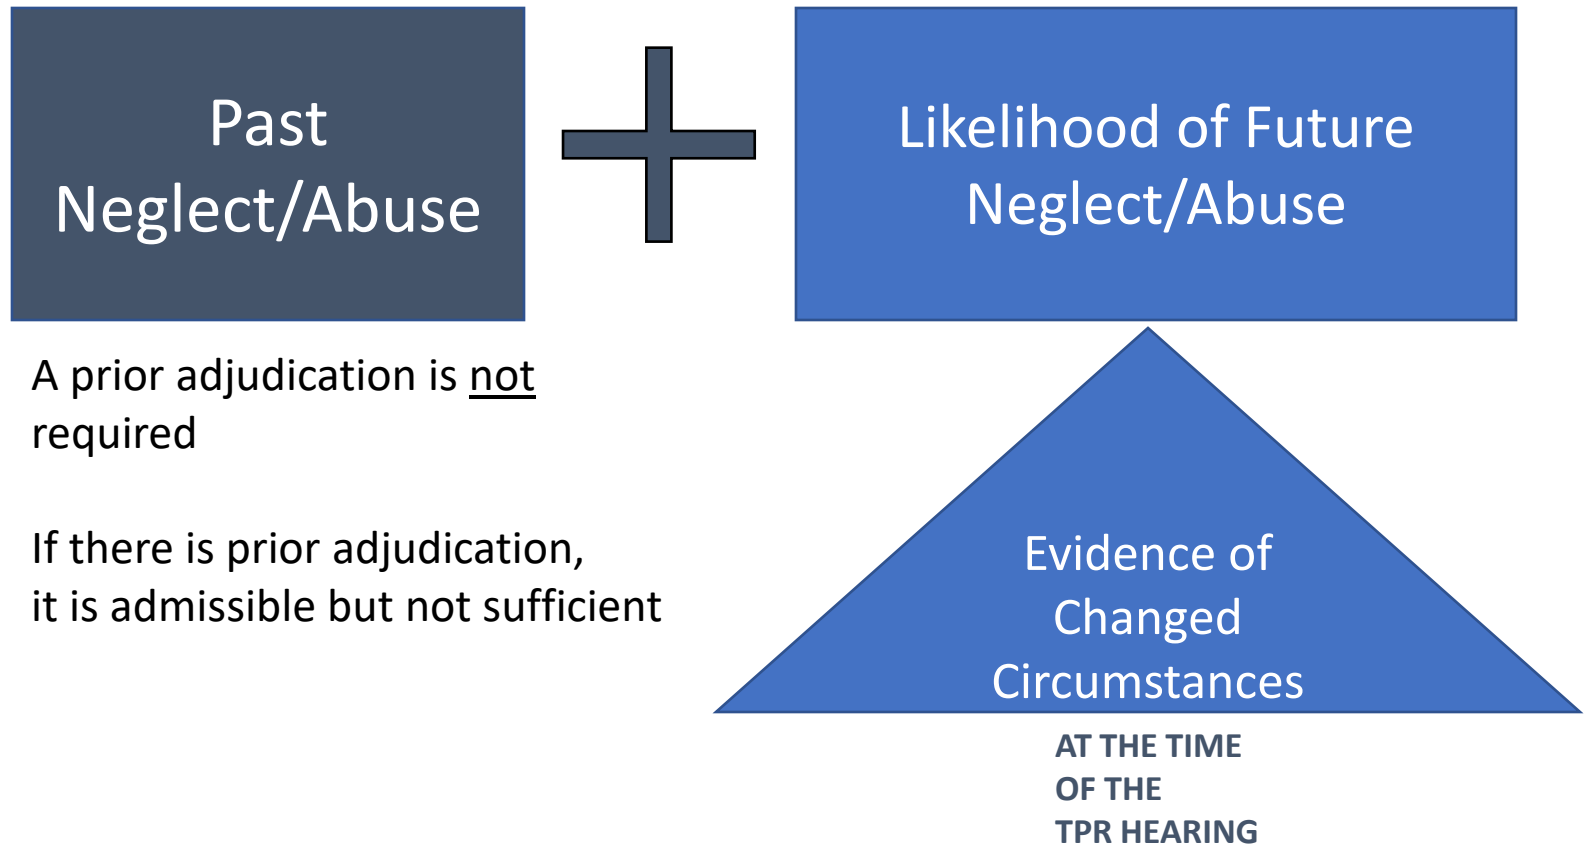 Past
Neglect/Abuse
Likelihood of Future
Neglect/Abuse
A prior adjudication is not
required
If there is prior adjudication,
it is admissible but not sufficient
Evidence of
Changed
Circumstances
AT THE TIME
OF THE
TPR HEARING